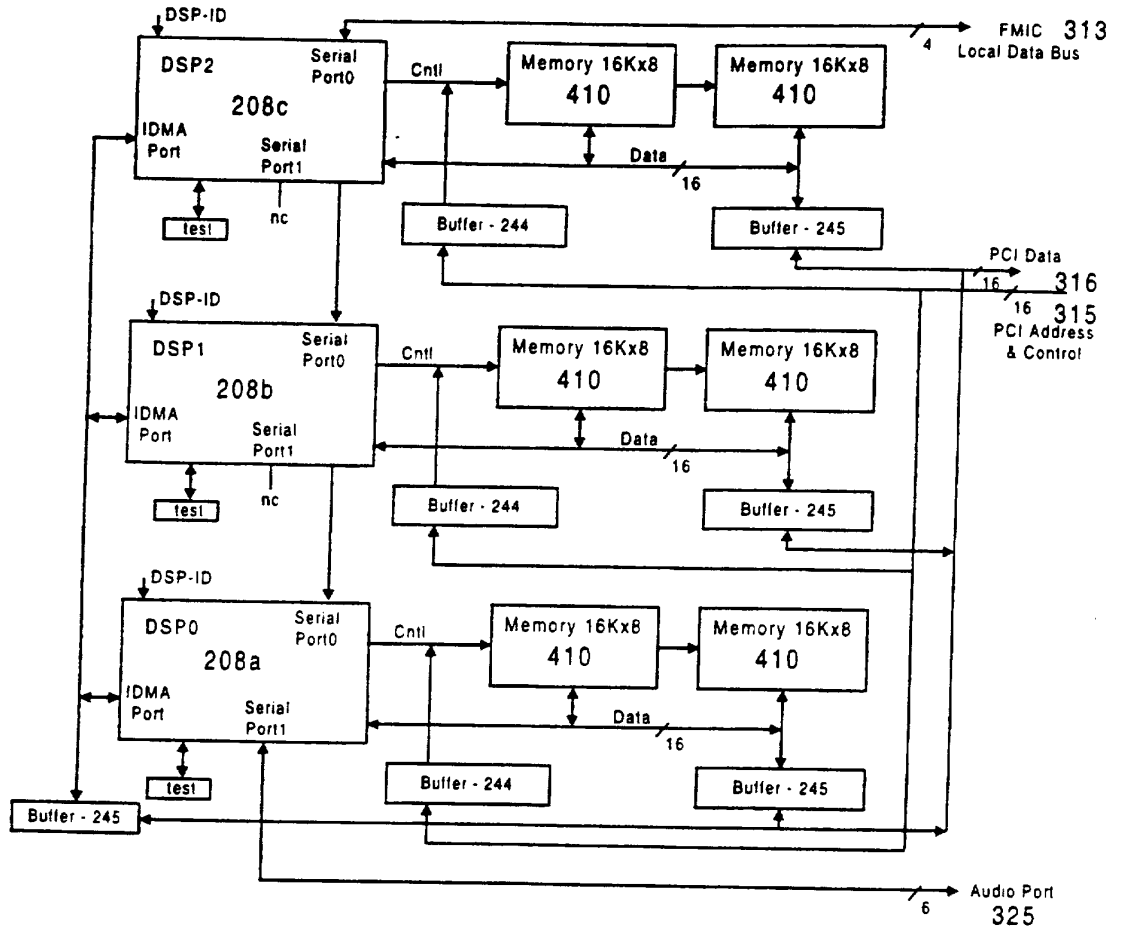 DSP-ID
FMIC 313
4
Local Data Bus
DSP2
Serial
Port0
208c
IDMA
Port
Serial
Port1
Cntl
Memory 16Kx8
410
Memory 16Kx8
410
Data
16
test
nc
Buffer - 244
Buffer - 245
PCI Data
16
316
16
315
PCI Address
& Control
DSP-ID
DSP1
Serial
Port0
208b
IDMA
Port
Serial
Port1
Cntl
Memory 16Kx8
410
Memory 16Kx8
410
Data
16
test
nc
Buffer - 244
Buffer - 245
DSP-ID
DSP0
Serial
Port0
208a
IDMA
Port
Serial
Port1
Cntl
Memory 16Kx8
410
Memory 16Kx8
410
Data
16
test
Buffer - 244
Buffer - 245
Buffer - 245
6
Audio Port
325